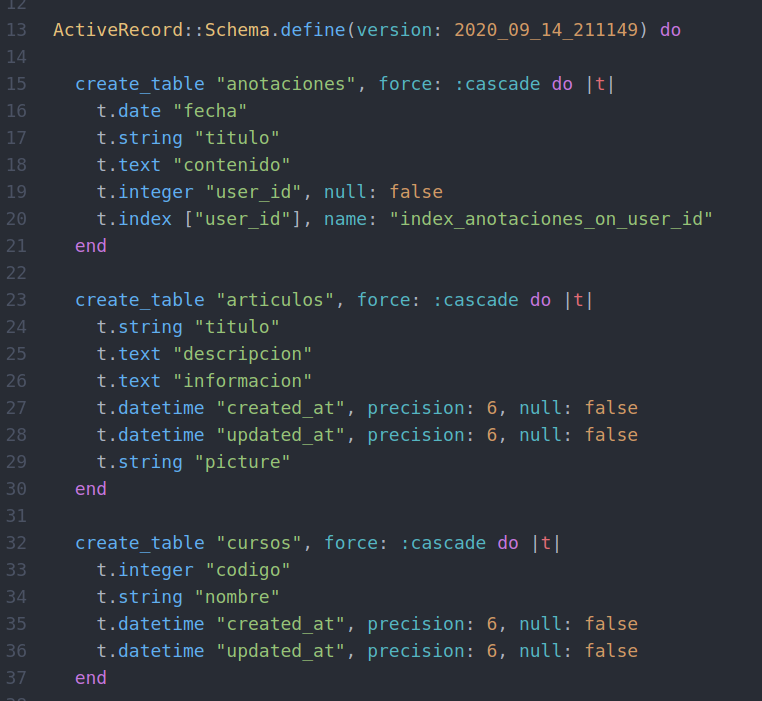 12
13 ActiveRecord::Schema.define(version: 2020_09_14_211149) do
14
15   create_table "anotaciones", force: :cascade do |t|
16     t.date "fecha"
17     t.string "titulo"
18     t.text "contenido"
19     t.integer "user_id", null: false
20     t.index ["user_id"], name: "index_anotaciones_on_user_id"
21   end
22
23   create_table "articulos", force: :cascade do |t|
24     t.string "titulo"
25     t.text "descripcion"
26     t.text "informacion"
27     t.datetime "created_at", precision: 6, null: false
28     t.datetime "updated_at", precision: 6, null: false
29     t.string "picture"
30   end
31
32   create_table "cursos", force: :cascade do |t|
33     t.integer "codigo"
34     t.string "nombre"
35     t.datetime "created_at", precision: 6, null: false
36     t.datetime "updated_at", precision: 6, null: false
37   end